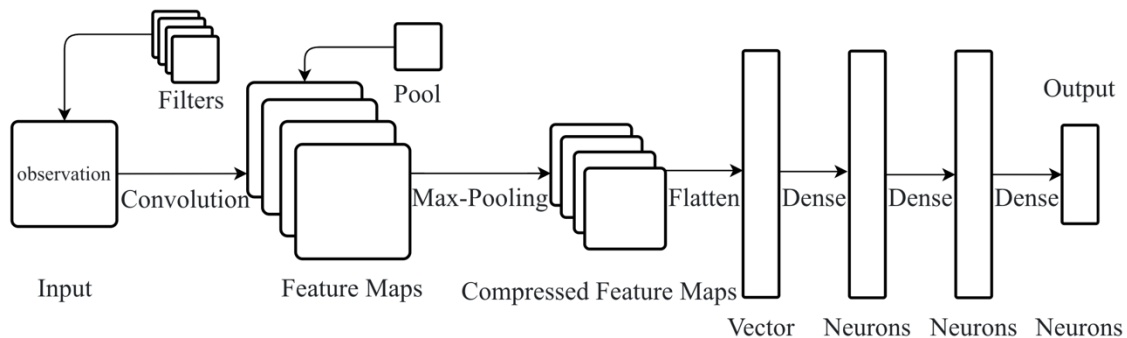 Filters
Pool
Output
observation
Convolution
Max-Pooling
Flatten
Dense
Dense
Dense
Input
Feature Maps
Compressed Feature Maps
Vector
Neurons
Neurons
Neurons